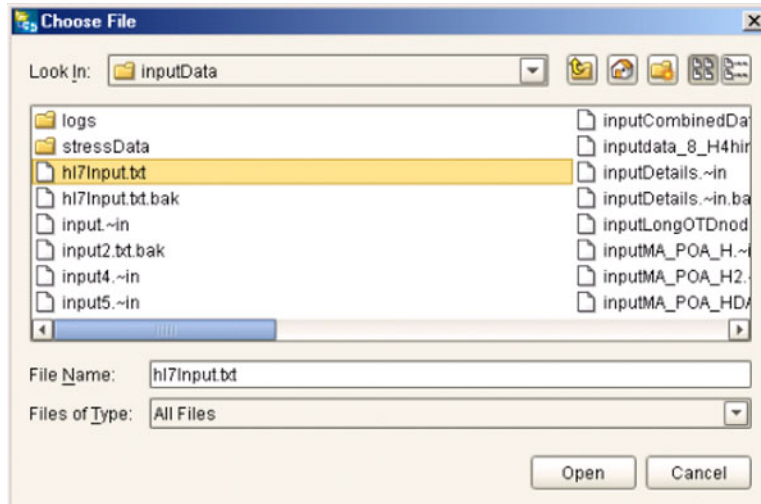 Choose File
Look In: inputData
logs
stressData
hl7Input.txt
hl7Input.txt.bak
input.~in
input2.txt.bak
input4.~in
input5.~in
inputCombinedDa
inputdata_8_H4hir
inputDetails.~in
inputDetails.~in.ba
inputLongOTDnod
inputMA_POA_H.~i
inputMA_POA_H2.
inputMA_POA_HDA
File Name: hl7Input.txt
Files of Type: All Files
Open Cancel